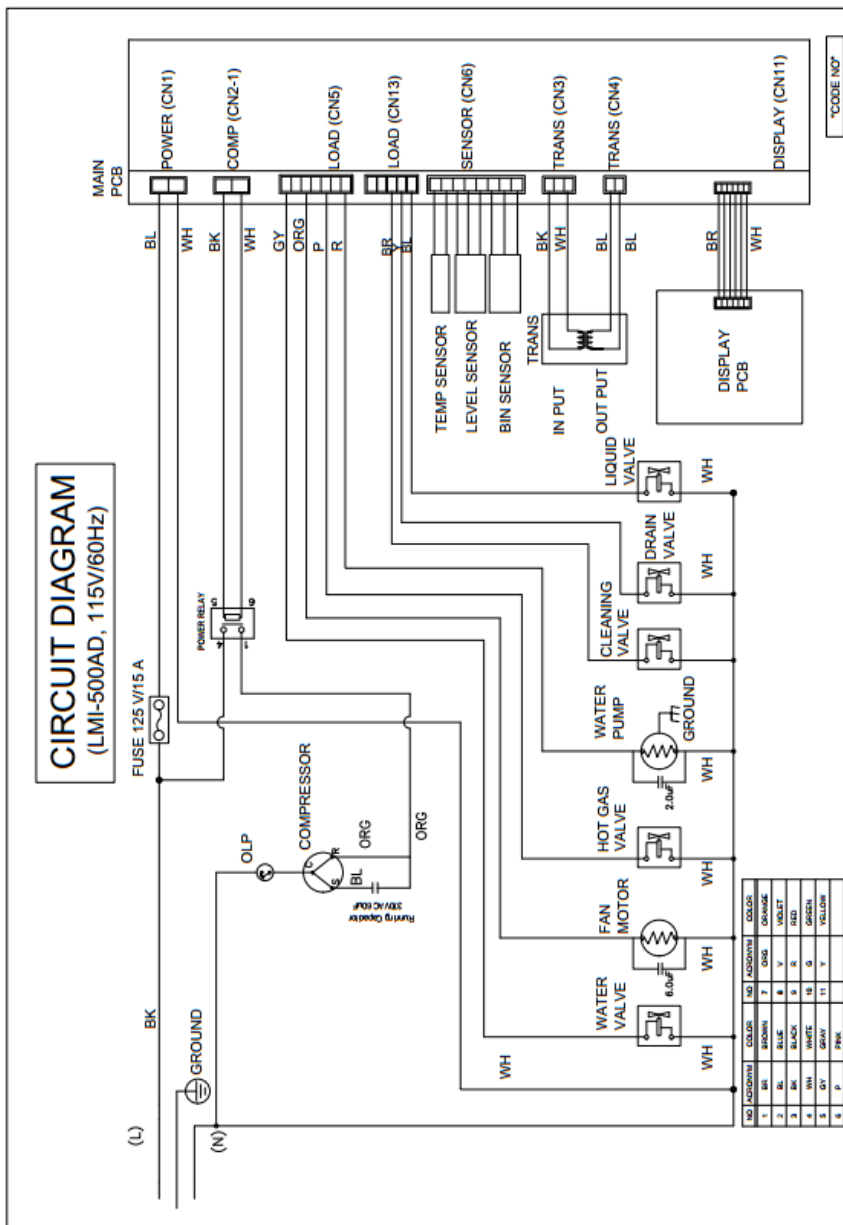 CIRCUIT DIAGRAM
(LMI-500AD, 115V/60Hz)
MAIN
PCB
POWER (CN1)
COMP (CN2-1)
LOAD (CN5)
LOAD (CN13)
SENSOR (CN6)
TRANS (CN3)
TRANS (CN4)
DISPLAY (CN11)
"CODE NO"
BL
WH
BK
WH
GY
ORG
P
R
BR
Y
BL
BK
WH
BL
BL
BR
WH
TEMP SENSOR
LEVEL SENSOR
BIN SENSOR
TRANS
IN PUT
OUT PUT
DISPLAY
PCB
FUSE 125 V/15 A
POWER RELAY
OLP
COMPRESSOR
C
S
R
BL
ORG
ORG
Running Capacitor
370V AC 60uF
BK
(L)
GROUND
(N)
WH
WATER
VALVE
WH
FAN
MOTOR
6.0uF
WH
HOT GAS
VALVE
WH
WATER
PUMP
2.0uF
GROUND
WH
CLEANING
VALVE
DRAIN
VALVE
WH
LIQUID
VALVE
WH
NO ACRONYM COLOR NO ACRONYM COLOR
1 BR BROWN 7 ORG ORANGE
2 BL BLUE 8 V VIOLET
3 BK BLACK 9 R RED
4 WH WHITE 10 G GREEN
5 GY GRAY 11 Y YELLOW
6 P PINK